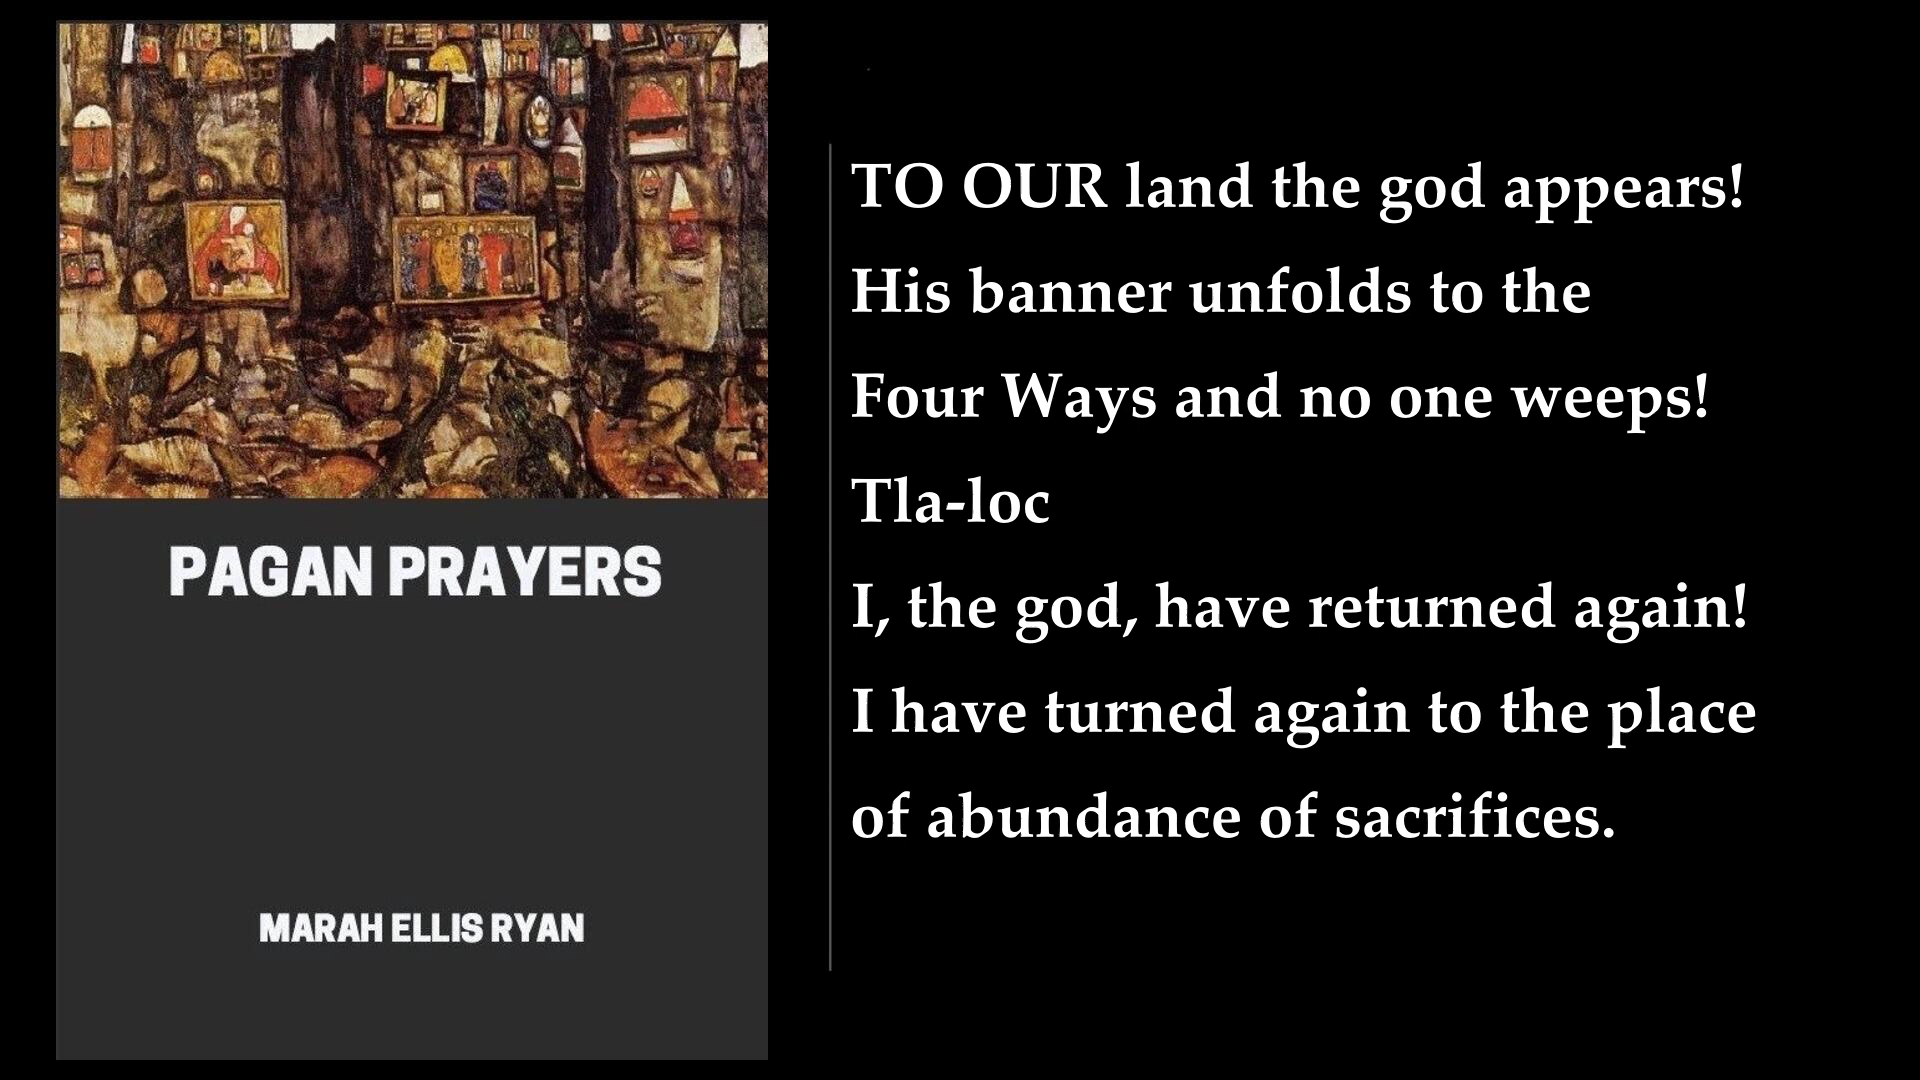 PAGAN PRAYERS
MARAH ELLIS RYAN
TO OUR land the god appears!
His banner unfolds to the
Four Ways and no one weeps!
Tla-loc
I, the god, have returned again!
I have turned again to the place
of abundance of sacrifices.